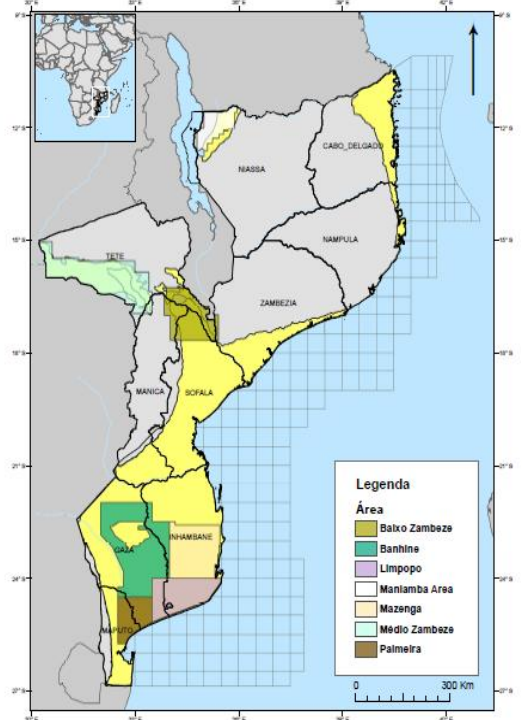 NIASSA
CABO_DELGADO
TETE
NAMPULA
ZAMBEZIA
MANICA
SOFALA
GAZA
INHAMBANE
MAPUTO
12°S
Legenda
Área
Baixo Zambeze
Banhine
Limpopo
Maniamba Area
Mazenga
Médio Zambeze
Palmeira
0 300 Km